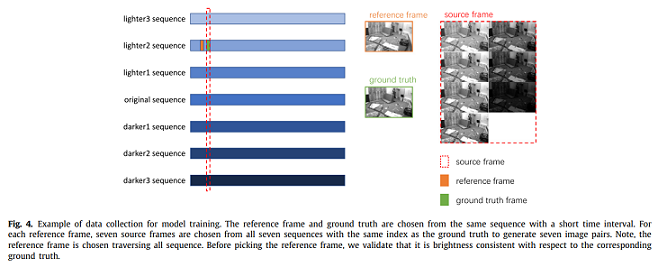 lighter3 sequence
lighter2 sequence
lighter1 sequence
original sequence
darker1 sequence
darker2 sequence
darker3 sequence
reference frame
source frame
ground truth
source frame
reference frame
ground truth frame
Fig. 4. Example of data collection for model training. The reference frame and ground truth are chosen from the same sequence with a short time interval. For
each reference frame, seven source frames are chosen from all seven sequences with the same index as the ground truth to generate seven image pairs. Note, the
reference frame is chosen traversing all sequence. Before picking the reference frame, we validate that it is brightness consistent with respect to the corresponding
ground truth.